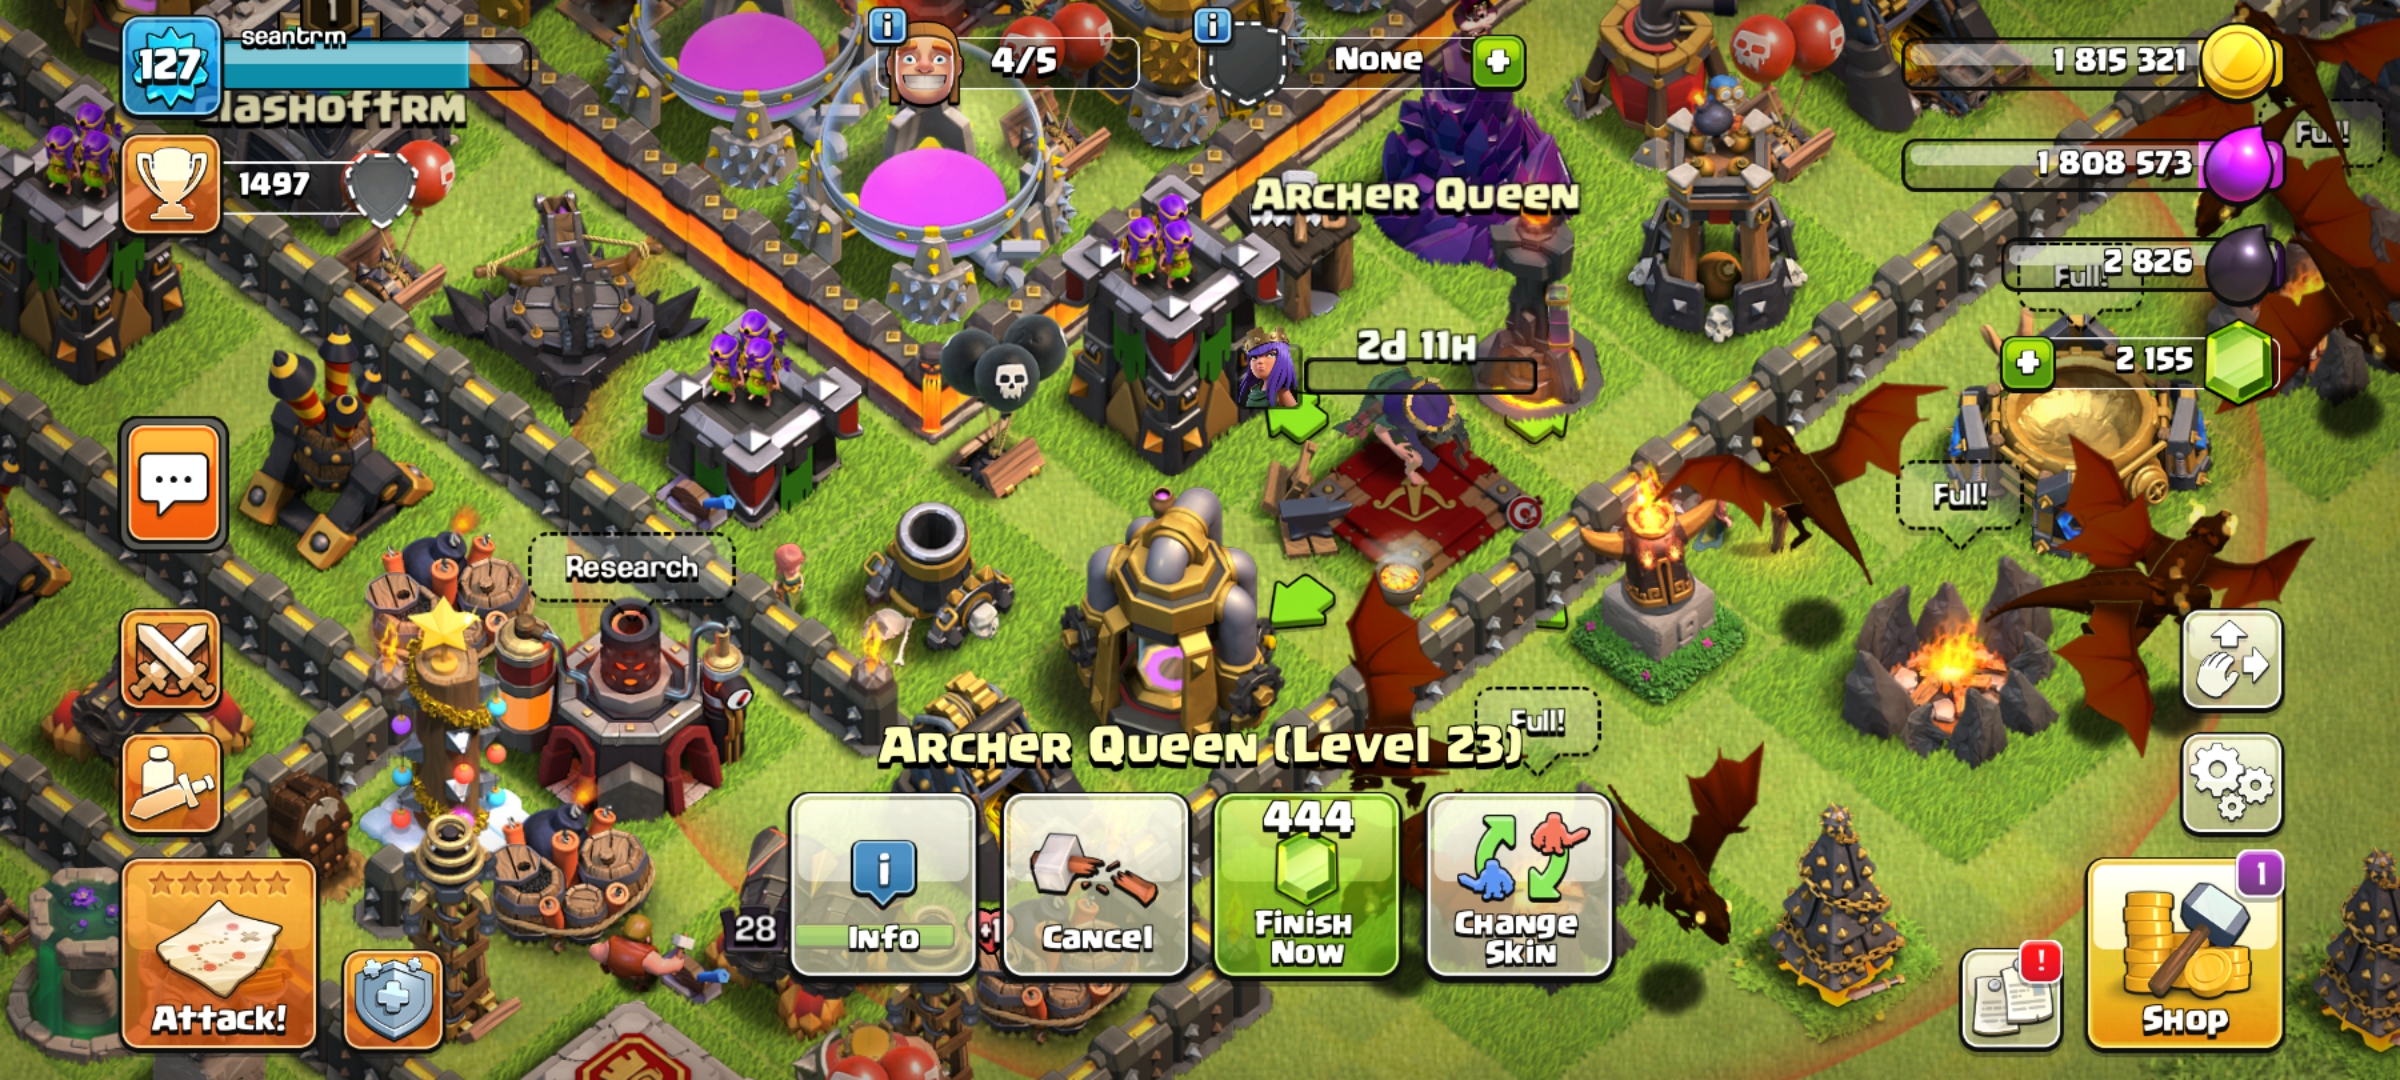 127
seantrm
4/5
None
1 815 321
lashoftrm
Full!
1497
1 808 573
Archer Queen
Full!
2 826
2d 11h
2 155
Full!
Research
Full!
Archer Queen (Level 23)
444
28
Info
+1
Cancel
Finish
Now
Change
Skin
1
!
Attack!
Shop